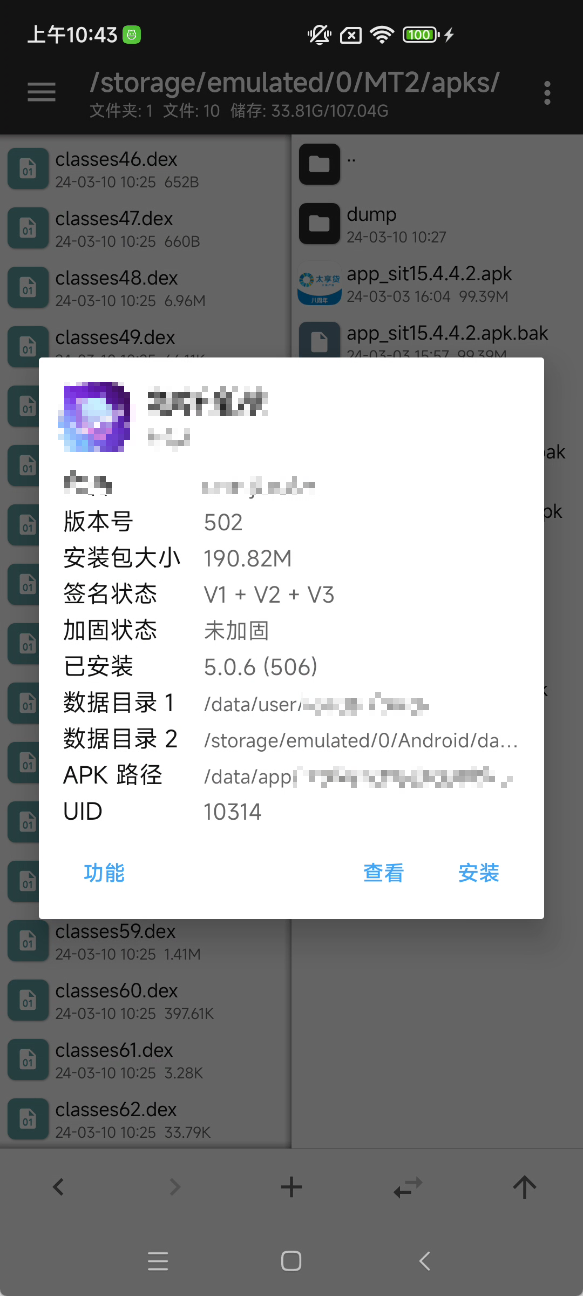 上午10:43
100
/storage/emulated/0/MT2/apks/
文件夹: 1 文件: 10 储存: 33.81G/107.04G
classes46.dex
24-03-10 10:25 652B
classes47.dex
24-03-10 10:25 660B
classes48.dex
24-03-10 10:25 6.96M
classes49.dex
..
dump
24-03-10 10:27
app_sit15.4.4.2.apk
24-03-03 16:04 99.39M
app_sit15.4.4.2.apk.bak
24-03-03 15:57 99.39M
版本号 502
安装包大小 190.82M
签名状态 V1 + V2 + V3
加固状态 未加固
已安装 5.0.6 (506)
数据目录 1 /data/user/
数据目录 2 /storage/emulated/0/Android/da...
APK 路径 /data/app
UID 10314
功能 查看 安装
classes59.dex
24-03-10 10:25 1.41M
classes60.dex
24-03-10 10:25 397.61K
classes61.dex
24-03-10 10:25 3.28K
classes62.dex
24-03-10 10:25 33.79K